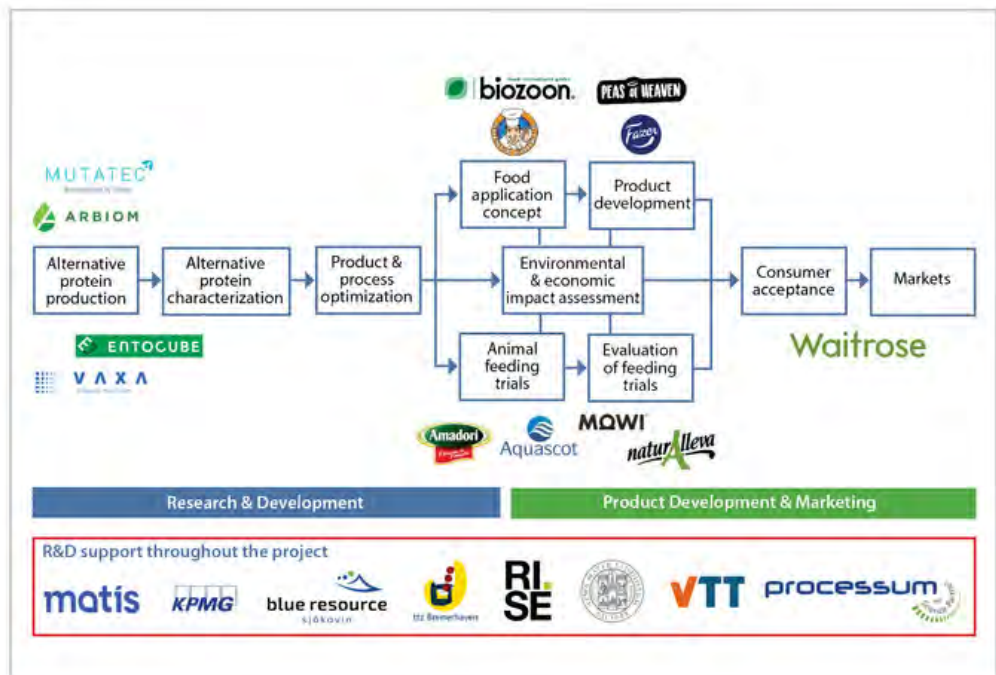 biozoon.
PEAS of HEAVEN
Fazer
MUTATEC
ARBIOM
Food
application
concept
Product
development
Alternative
protein
production
Alternative
protein
characterization
Product &
process
optimization
Environmental
& economic
impact assessment
Consumer
acceptance
Markets
ENTOCUBE
VAXA
Animal
feeding
trials
Evaluation
of feeding
trials
Waitrose
Amadori
Aquascot
MOWI
naturAlleva
Research & Development
Product Development & Marketing
R&D support throughout the project
matis
KPMG
blue resource
sjókovin
ttz Bremerhaven
RI.
SE
VTT
processum